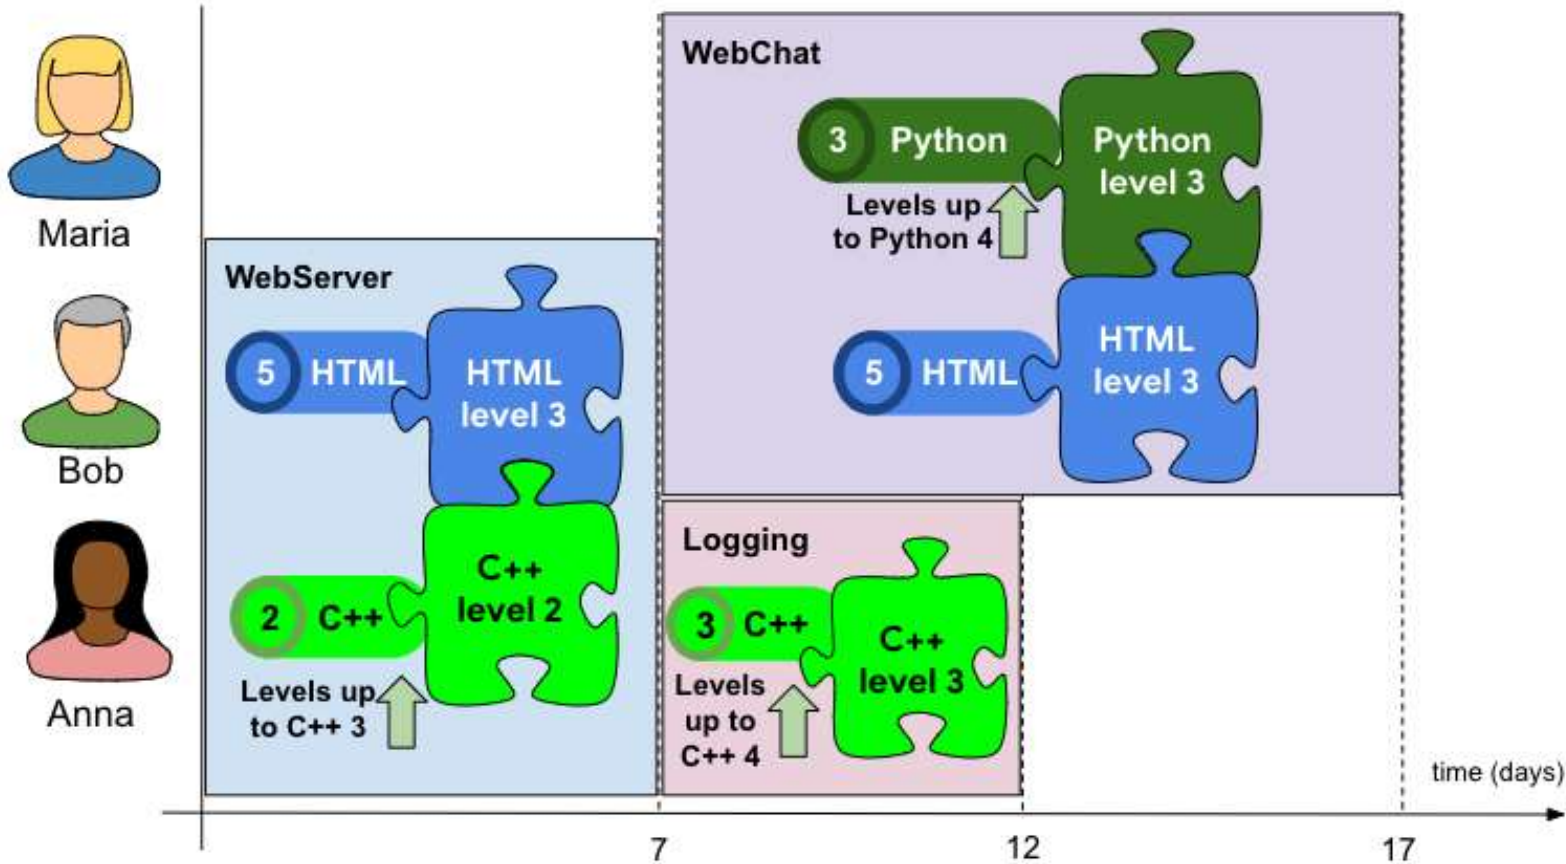 Maria
Bob
Anna
WebServer
5 HTML
HTML
level 3
2 C++
C++
level 2
Levels up
to C++ 3
WebChat
3 Python
Python
level 3
Levels up
to Python 4
5 HTML
HTML
level 3
Logging
3 C++
C++
level 3
Levels
up to
C++ 4
time (days)
7
12
17